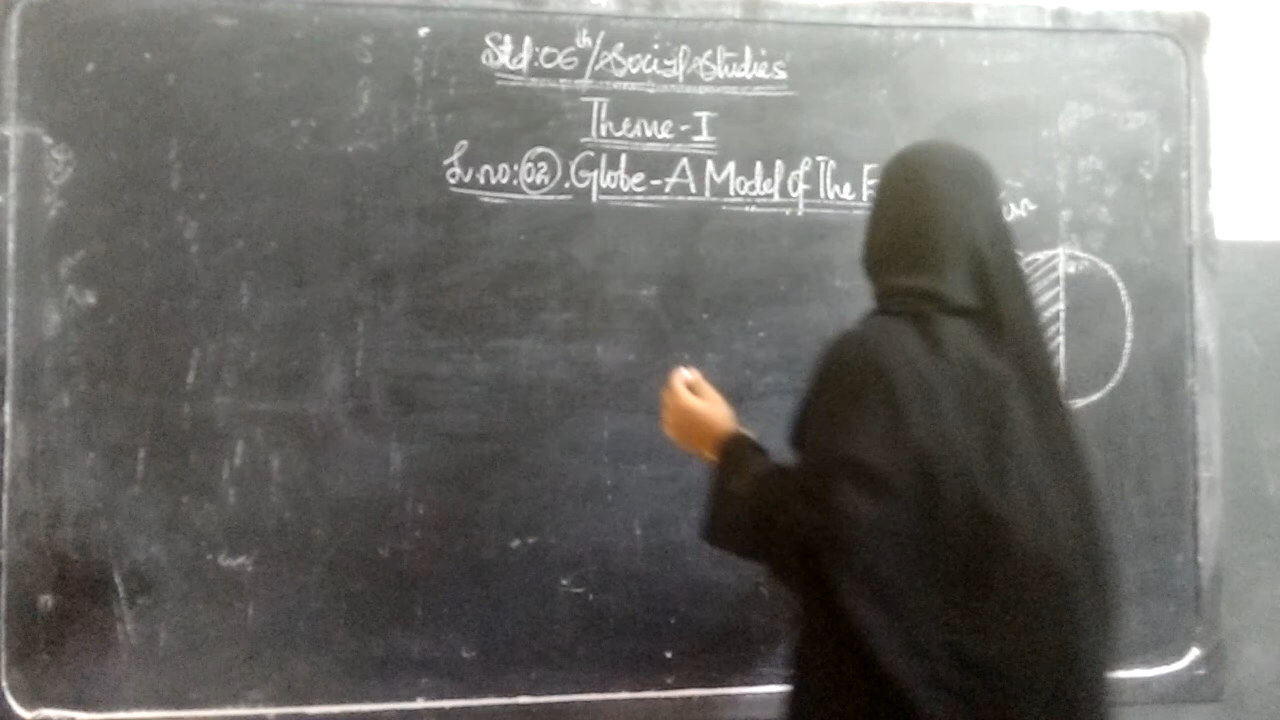 Std:06th/Social Studies
Theme-I
L.no:02.Globe-A Model Of The